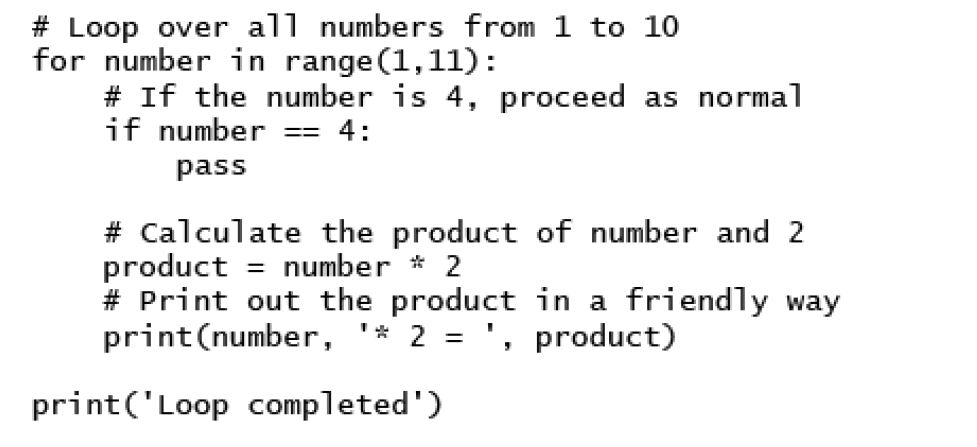 # Loop over all numbers from 1 to 10
for number in range(1,11):
    # If the number is 4, proceed as normal
    if number == 4:
        pass

    # Calculate the product of number and 2
    product = number * 2
    # Print out the product in a friendly way
    print(number, '* 2 = ', product)

print('Loop completed')